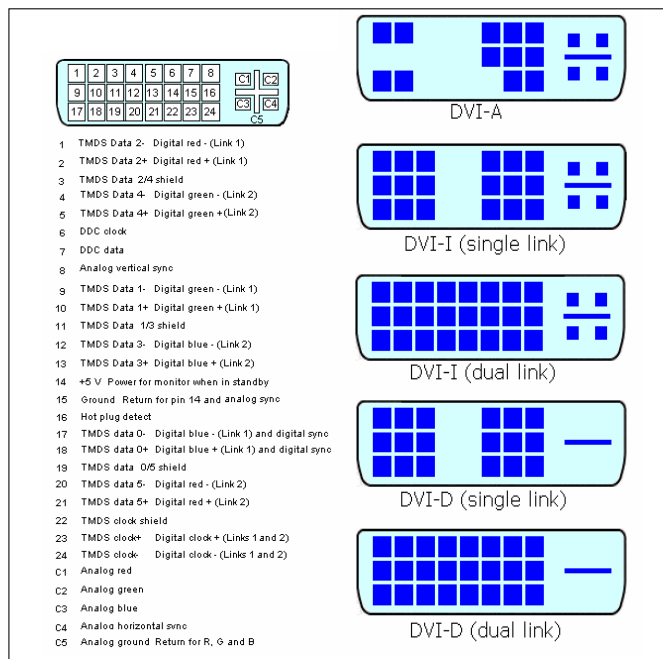 1 2 3 4 5 6 7 8 C1 C2
9 10 11 12 13 14 15 16
17 18 19 20 21 22 23 24 C3 C4
C5
1 TMDS Data 2- Digital red - (Link 1)
2 TMDS Data 2+ Digital red + (Link 1)
3 TMDS Data 2/4 shield
4 TMDS Data 4- Digital green - (Link 2)
5 TMDS Data 4+ Digital green +(Link 2)
6 DDC clock
7 DDC data
8 Analog vertical sync
9 TMDS Data 1- Digital green - (Link 1)
10 TMDS Data 1+ Digital green + (Link 1)
11 TMDS Data 1/3 shield
12 TMDS Data 3- Digital blue - (Link 2)
13 TMDS Data 3+ Digital blue + (Link 2)
14 +5 V Power for monitor when in standby
15 Ground Return for pin 14 and analog sync
16 Hot plug detect
17 TMDS data 0- Digital blue - (Link 1) and digital sync
18 TMDS data 0+ Digital blue + (Link 1) and digital sync
19 TMDS data 0/5 shield
20 TMDS data 5- Digital red - (Link 2)
21 TMDS data 5+ Digital red + (Link 2)
22 TMDS clock shield
23 TMDS clock+ Digital clock + (Links 1 and 2)
24 TMDS clock- Digital clock - (Links 1 and 2)
C1 Analog red
C2 Analog green
C3 Analog blue
C4 Analog horizontal sync
C5 Analog ground Return for R, G and B
DVI-A
DVI-I (single link)
DVI-I (dual link)
DVI-D (single link)
DVI-D (dual link)